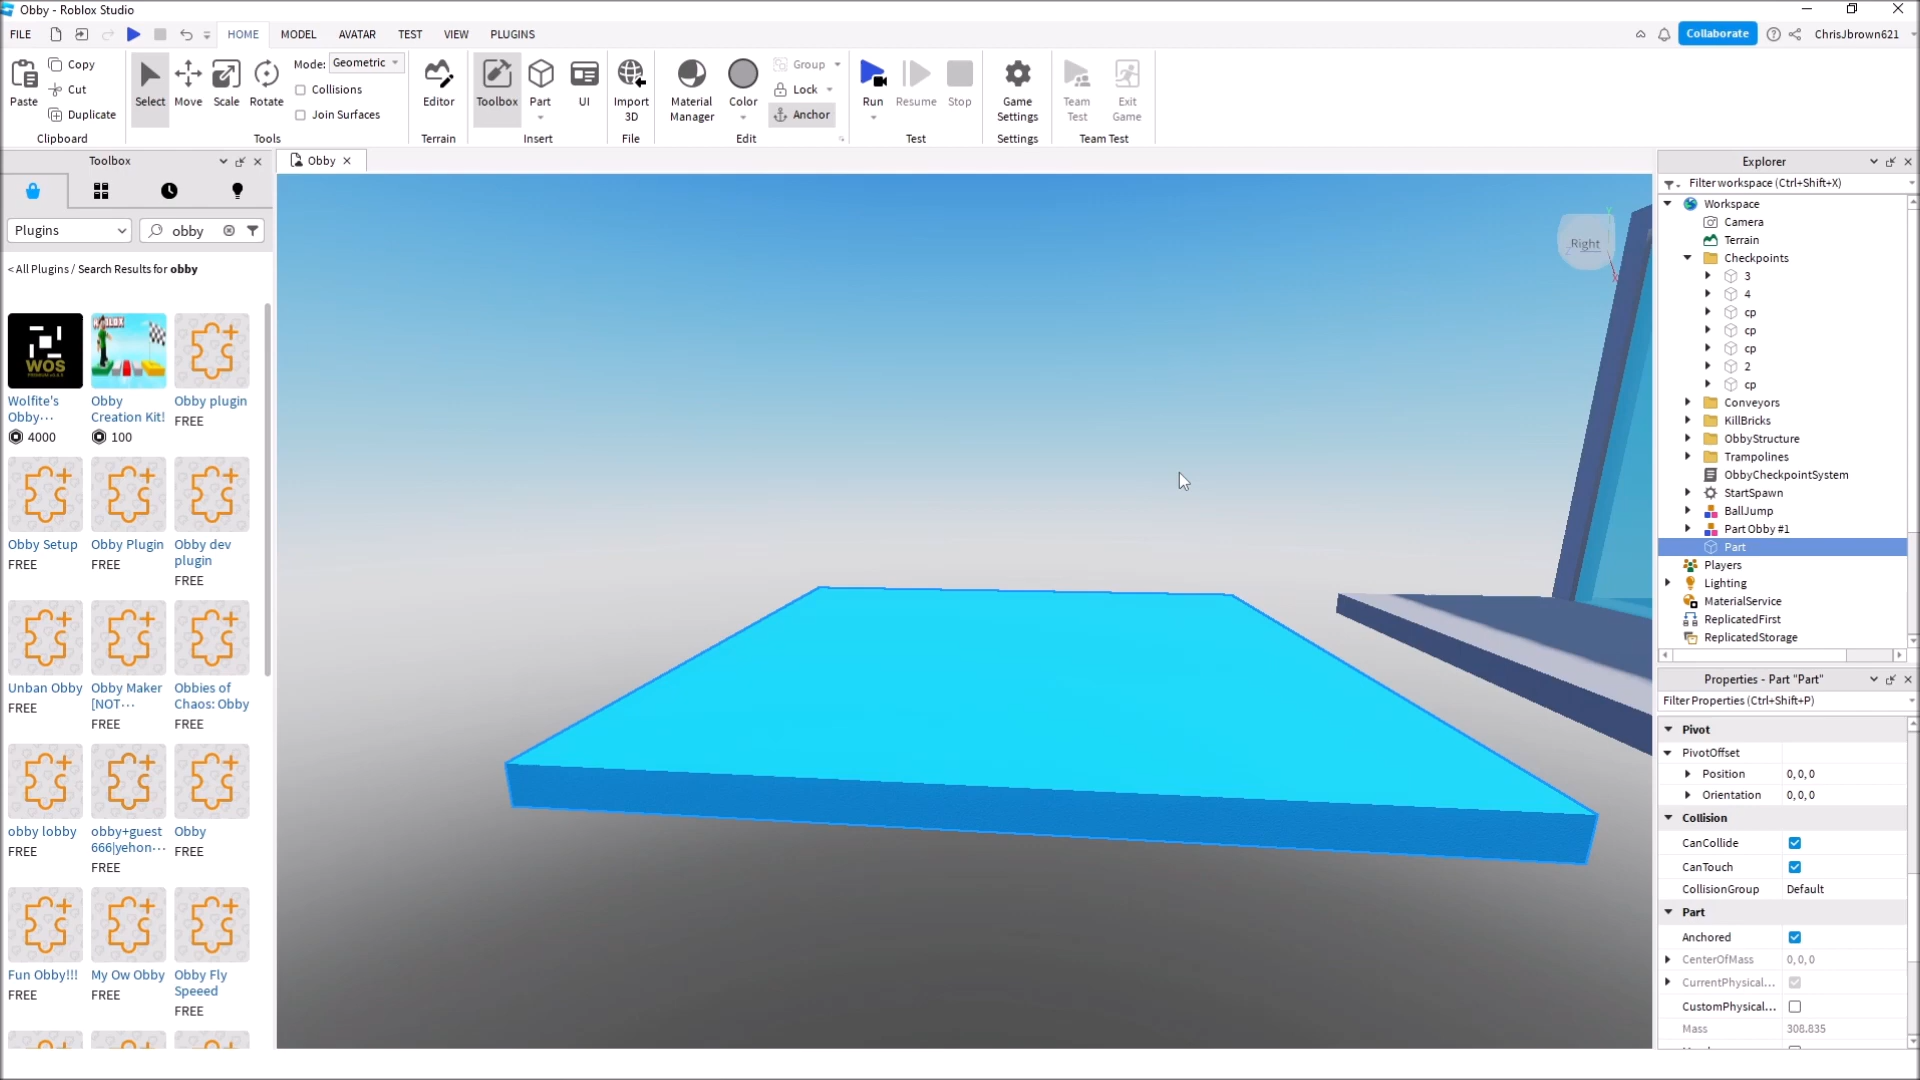 Obby - Roblox Studio
FILE HOME MODEL AVATAR TEST VIEW PLUGINS Collaborate ChrisJbrown621
Paste Copy Cut Duplicate Clipboard
Select Move Scale Rotate Mode: Geometric Collisions Join Surfaces Tools
Editor Terrain
Toolbox Part UI Insert
Import 3D File
Material Manager Color Group Lock Anchor Edit
Run Resume Stop Test
Game Settings Settings
Team Test Exit Game Team Test
Toolbox
Plugins obby
< All Plugins / Search Results for obby
WOS
Wolfite's Obby···
4000
Obby Creation Kit!
100
Obby plugin
FREE
Obby Setup
FREE
Obby Plugin
FREE
Obby dev plugin
FREE
Unban Obby
FREE
Obby Maker [NOT···
FREE
Obbies of Chaos: Obby
FREE
obby lobby
FREE
obby+guest 666|yehon···
FREE
Obby
FREE
Fun Obby!!!
FREE
My Ow Obby
FREE
Obby Fly Speeed
FREE
Obby
Right
Explorer
Filter workspace (Ctrl+Shift+X)
Workspace
Camera
Terrain
Checkpoints
3
4
cp
cp
cp
2
cp
Conveyors
KillBricks
ObbyStructure
Trampolines
ObbyCheckpointSystem
StartSpawn
BallJump
Part Obby #1
Part
Players
Lighting
MaterialService
ReplicatedFirst
ReplicatedStorage
Properties - Part "Part"
Filter Properties (Ctrl+Shift+P)
Pivot
PivotOffset
Position 0, 0, 0
Orientation 0, 0, 0
Collision
CanCollide
CanTouch
CollisionGroup Default
Part
Anchored
CenterOfMass 0, 0, 0
CurrentPhysical...
CustomPhysical...
Mass 308.835